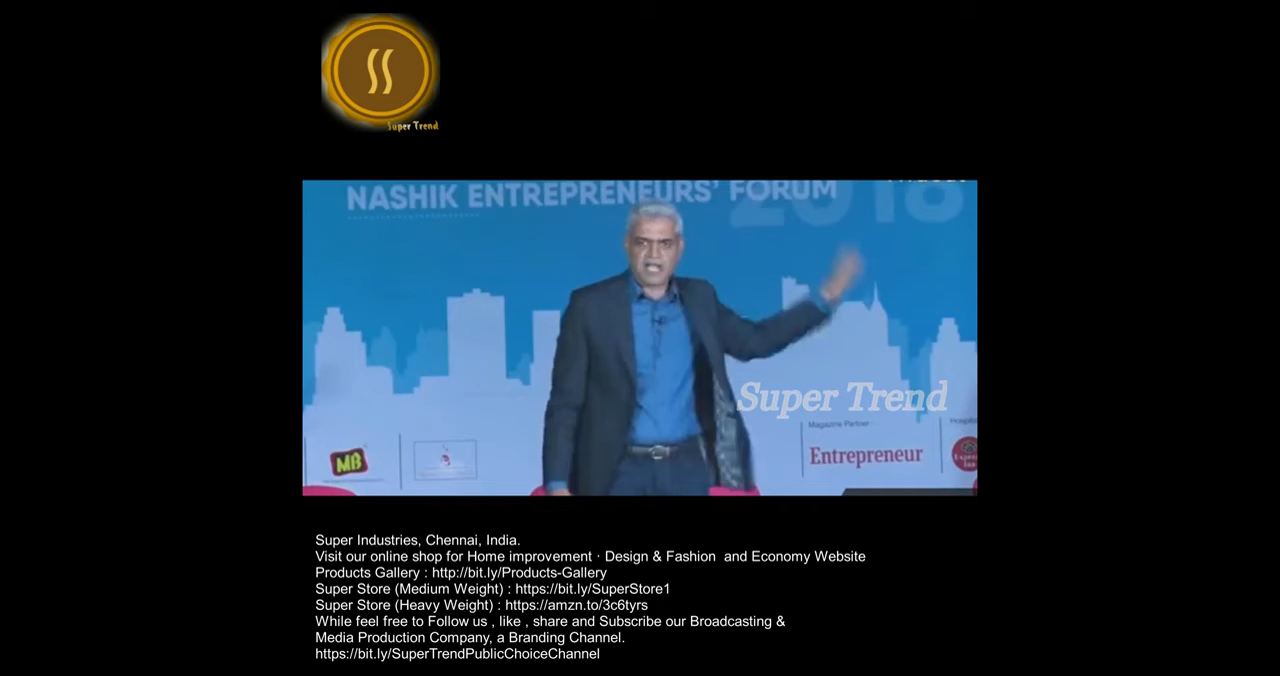 Super Trend
NASHIK ENTREPRENEURS' FORUM
2018
Super Trend
Magazine Partner
MB
Entrepreneur
Super Industries, Chennai, India.
Visit our online shop for Home improvement · Design & Fashion and Economy Website
Products Gallery : http://bit.ly/Products-Gallery
Super Store (Medium Weight) : https://bit.ly/SuperStore1
Super Store (Heavy Weight) : https://amzn.to/3c6tyrs
While feel free to Follow us , like , share and Subscribe our Broadcasting &
Media Production Company, a Branding Channel.
https://bit.ly/SuperTrendPublicChoiceChannel